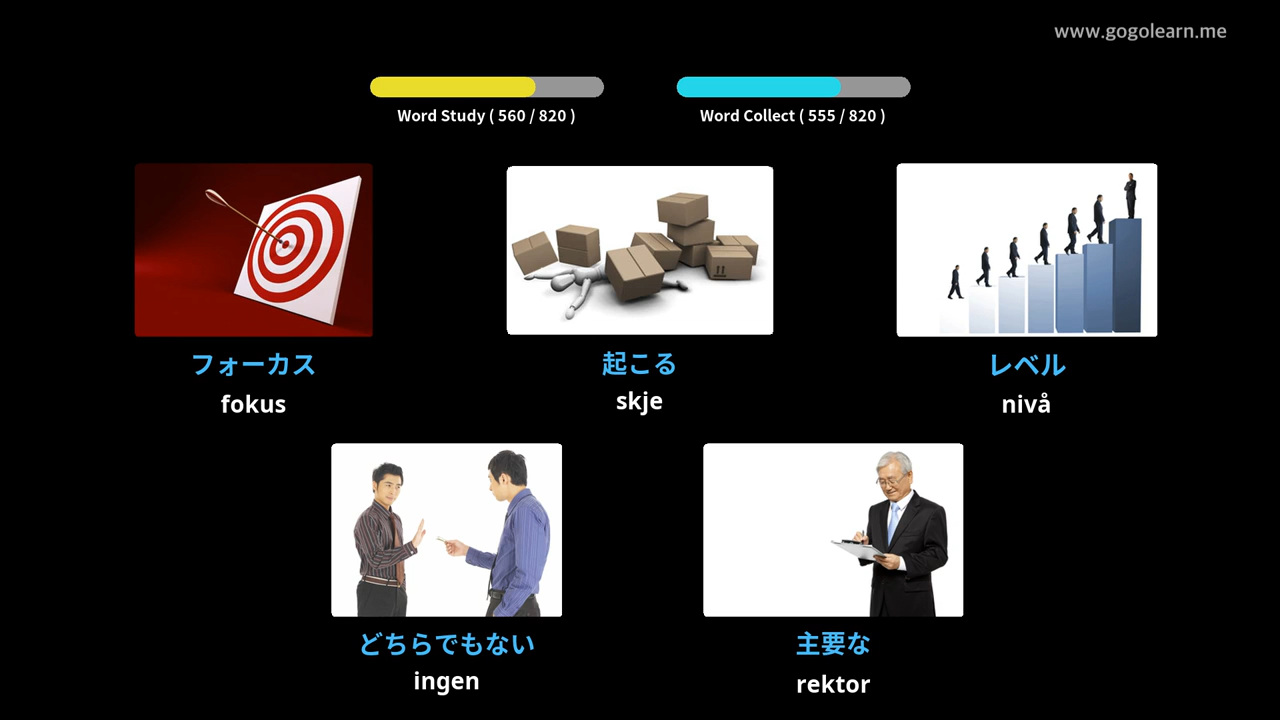 www.gogolearn.me
Word Study ( 560 / 820 )
Word Collect ( 555 / 820 )
フォーカス
fokus
起こる
skje
レベル
nivå
どちらでもない
ingen
主要な
rektor